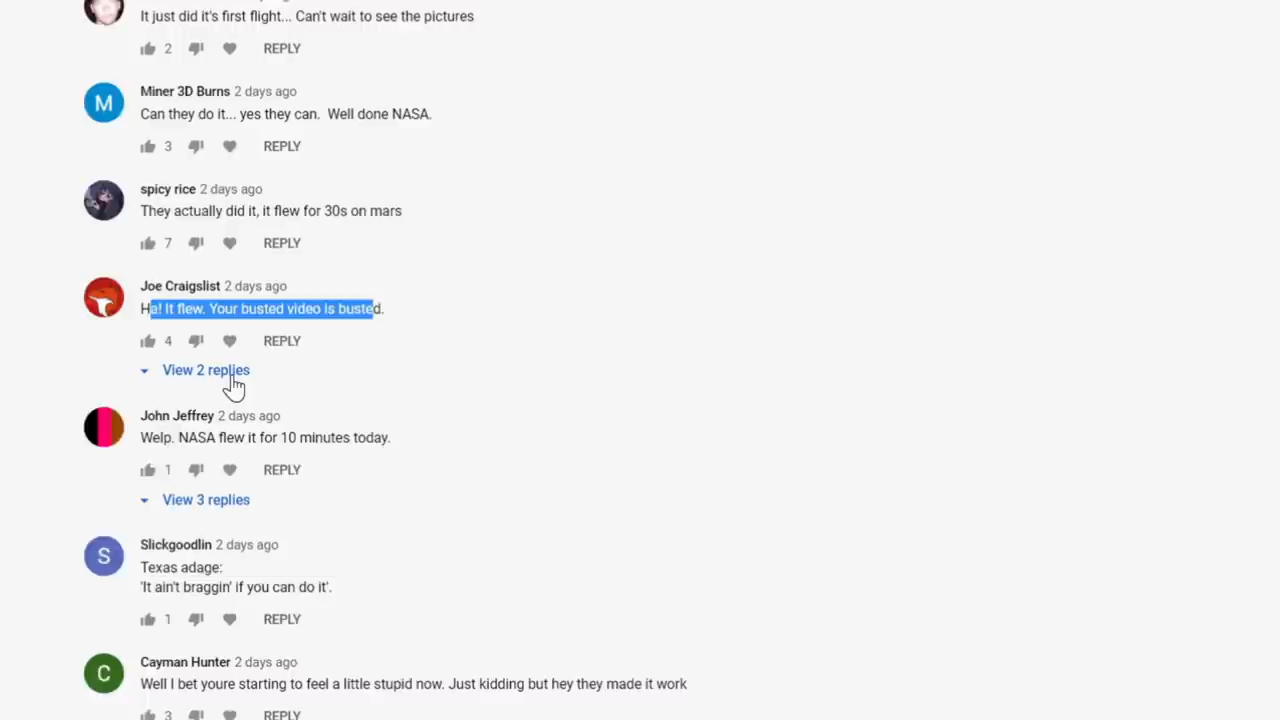 It just did it's first flight... Can't wait to see the pictures
2 REPLY
M Miner 3D Burns 2 days ago
Can they do it... yes they can. Well done NASA.
3 REPLY
spicy rice 2 days ago
They actually did it, it flew for 30s on mars
7 REPLY
Joe Craigslist 2 days ago
Ha! It flew. Your busted video is busted.
4 REPLY
View 2 replies
John Jeffrey 2 days ago
Welp. NASA flew it for 10 minutes today.
1 REPLY
View 3 replies
S Slickgoodlin 2 days ago
Texas adage:
'It ain't braggin' if you can do it'.
1 REPLY
C Cayman Hunter 2 days ago
Well I bet youre starting to feel a little stupid now. Just kidding but hey they made it work
3 REPLY